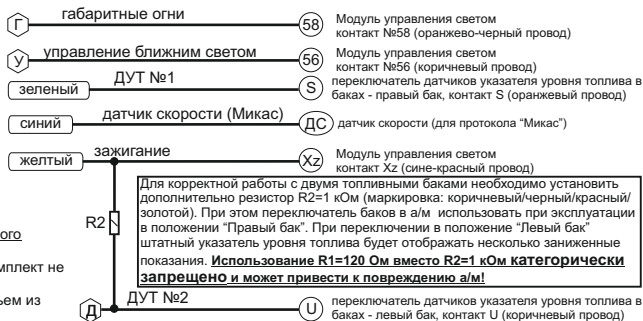 габаритные огни
Г
58
Модуль управления светом
контакт №58 (оранжево-черный провод)
управление ближним светом
У
56
Модуль управления светом
контакт №56 (коричневый провод)
ДУТ №1
зеленый
S
переключатель датчиков указателя уровня топлива в
баках - правый бак, контакт S (оранжевый провод)
датчик скорости (Микас)
синий
ДС
датчик скорости (для протокола “Микас”)
зажигание
желтый
Xz
Модуль управления светом
контакт Xz (сине-красный провод)
Для корректной работы с двумя топливными баками необходимо установить
дополнительно резистор R2=1 кОм (маркировка: коричневый/черный/красный/
золотой). При этом переключатель баков в а/м использовать при эксплуатации
в положении “Правый бак”. При переключении в положение “Левый бак”
штатный указатель уровня топлива будет отображать несколько заниженные
показания. Использование R1=120 Ом вместо R2=1 кОм категорически
запрещено и может привести к повреждению а/м!
R2
ого
мплект не
ьем из
ДУТ №2
Д
U
переключатель датчиков указателя уровня топлива в
баках - левый бак, контакт U (коричневый провод)